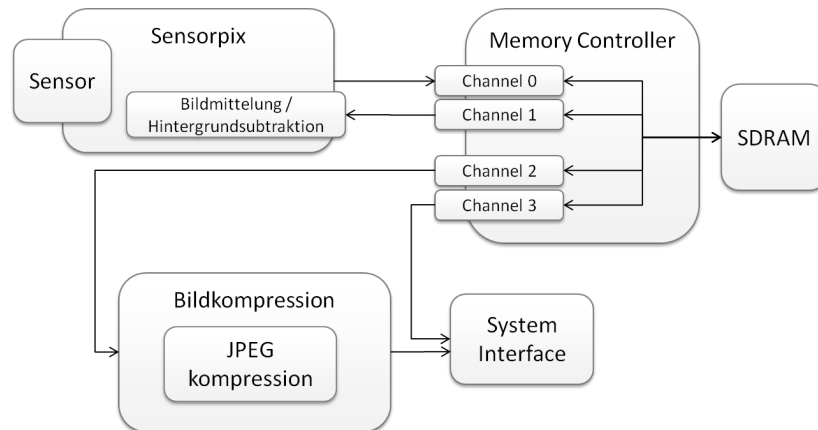 Sensorpix
Sensor
Bildmittelung /
Hintergrundsubtraktion
Memory Controller
Channel 0
Channel 1
Channel 2
Channel 3
SDRAM
Bildkompression
JPEG
kompression
System
Interface